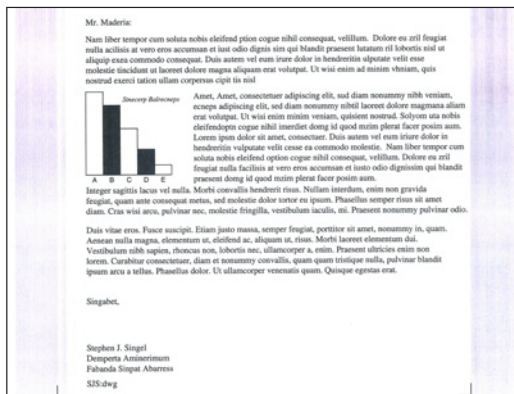 Mr. Maderia:
Nam liber tempor cum soluta nobis eleifend ption cogue nihil consequat, velillum. Dolore eu zril feugiat
nulla acilisis at vero eros accumsan et iust odio dignis sim qui blandit praesent lutatum ril lobortis nisl ut
aliquip exea commodo consequat. Duis autem vel eum irure dolor in hendreritin ulputate velit esse
molestie tincidunt ut laoreet dolore magna aliquam erat volutpat. Ut wisi enim ad minim vhniam, quis
nostrud exerci tation ullam corpersus cipit tis nisl
Sinecorp Bairncneps
A B C D E
Amet, Amet, consectetuer adipiscing elit, sud diam nonummy nibh veniam,
ecneps adipiscing elit, sed diam nonummy nibtil laoreet dolore magmana aliam
erat volutpat. Ut wisi enim ad minim veniam, quisient nostrud. Solyom uta nobis
eleifendoptn cogue nihil imerdiet domg id quod mzim plerat facer posim aum.
Lorem ipsum dolor sit amet, consectuer. Duis autem vel eum iriure dolor in
hendreritin vulputate velit cesse ea commodo molestie. Nam liber tempor cum
soluta nobis eleifend option cogue nihil consequat, velillum. Dolore eu zril
feugiat nulla facilisis at vero eros accumsan et iusto odio dignissim qui blandit
praesent domg id quod mzim plerat facer posim aum.
Integer sagittis lacus vel nulla. Morbi convallis hendrerit risus. Nullam interdum, enim non gravida
feugiat, quam ante consequat metus, sed molestie dolor tortor eu ipsum. Phasellus semper risus sit amet
diam. Cras wisi arcu, pulvinar nec, molestie fringilla, vestibulum iaculis, mi. Praesent nonummy pulvinar odio.
Duis vitae eros. Fusce suscipit. Etiam justo massa, semper feugiat, porttitor sit amet, nonummy in, quam.
Aenean nulla magna, elementum ut, eleifend ac, aliquam ut, risus. Morbi laoreet elementum dui.
Vestibulum nibh sapien, rhoncus non, lobortis nec, ullamcorper a, enim. Praesent ultricies enim non
lorem. Curabitur consectetuer, diam et nonummy convallis, quam quam tristique nulla, pulvinar blandit
ipsum arcu a tellus. Phasellus dolor. Ut ullamcorper venenatis quam. Quisque egestas erat.
Singabet,
Stephen J. Singel
Demperta Aminerimum
Fabanda Sinpat Abarress
SJS:dwg